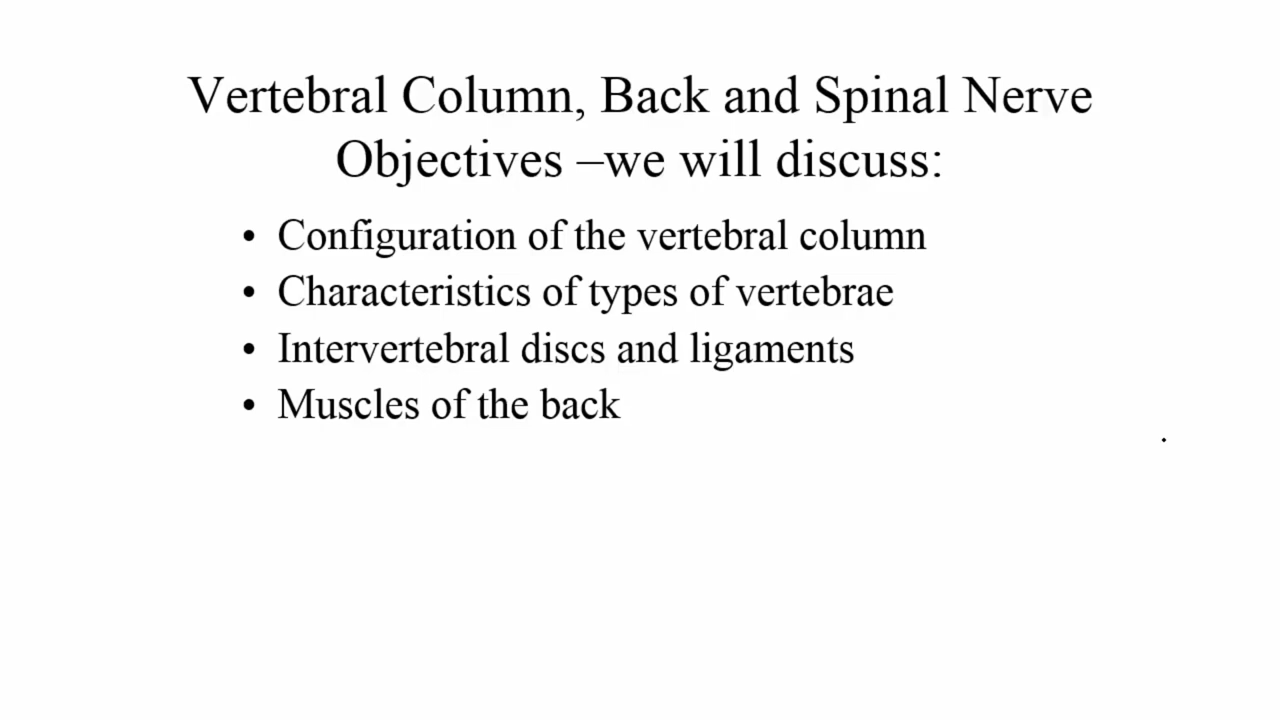 Vertebral Column, Back and Spinal Nerve
Objectives –we will discuss:
• Configuration of the vertebral column
• Characteristics of types of vertebrae
• Intervertebral discs and ligaments
• Muscles of the back